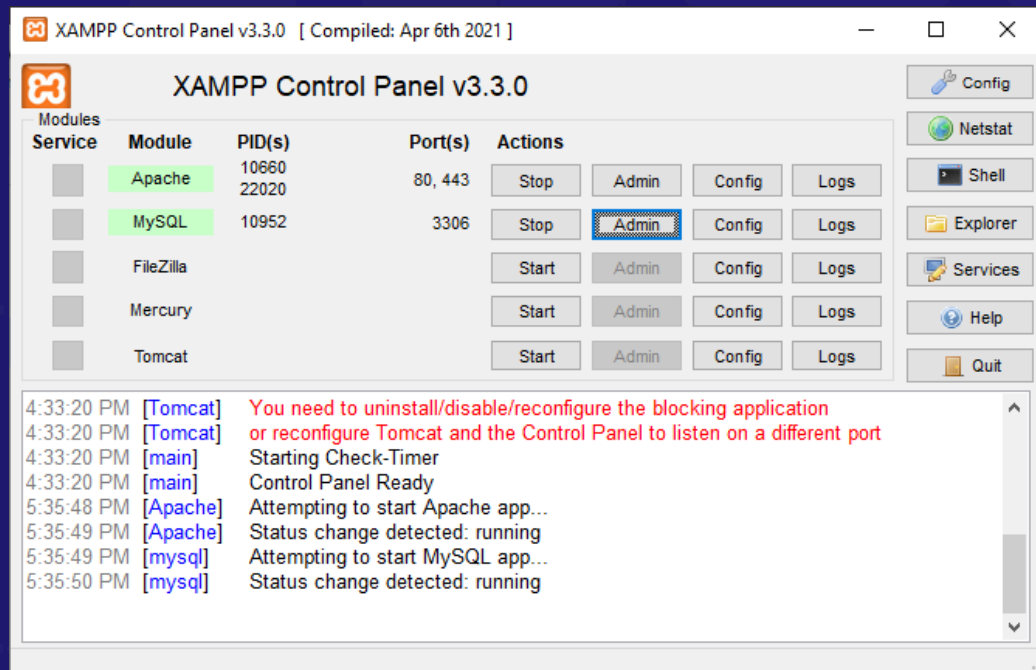 XAMPP Control Panel v3.3.0 [ Compiled: Apr 6th 2021 ]
XAMPP Control Panel v3.3.0
Config
Modules
Netstat
Service Module PID(s) Port(s) Actions
Apache 10660 22020 80, 443 Stop Admin Config Logs
Shell
MySQL 10952 3306 Stop Admin Config Logs
Explorer
FileZilla Start Admin Config Logs
Services
Mercury Start Admin Config Logs
Help
Tomcat Start Admin Config Logs
Quit
4:33:20 PM [Tomcat] You need to uninstall/disable/reconfigure the blocking application
4:33:20 PM [Tomcat] or reconfigure Tomcat and the Control Panel to listen on a different port
4:33:20 PM [main] Starting Check-Timer
4:33:20 PM [main] Control Panel Ready
5:35:48 PM [Apache] Attempting to start Apache app...
5:35:49 PM [Apache] Status change detected: running
5:35:49 PM [mysql] Attempting to start MySQL app...
5:35:50 PM [mysql] Status change detected: running